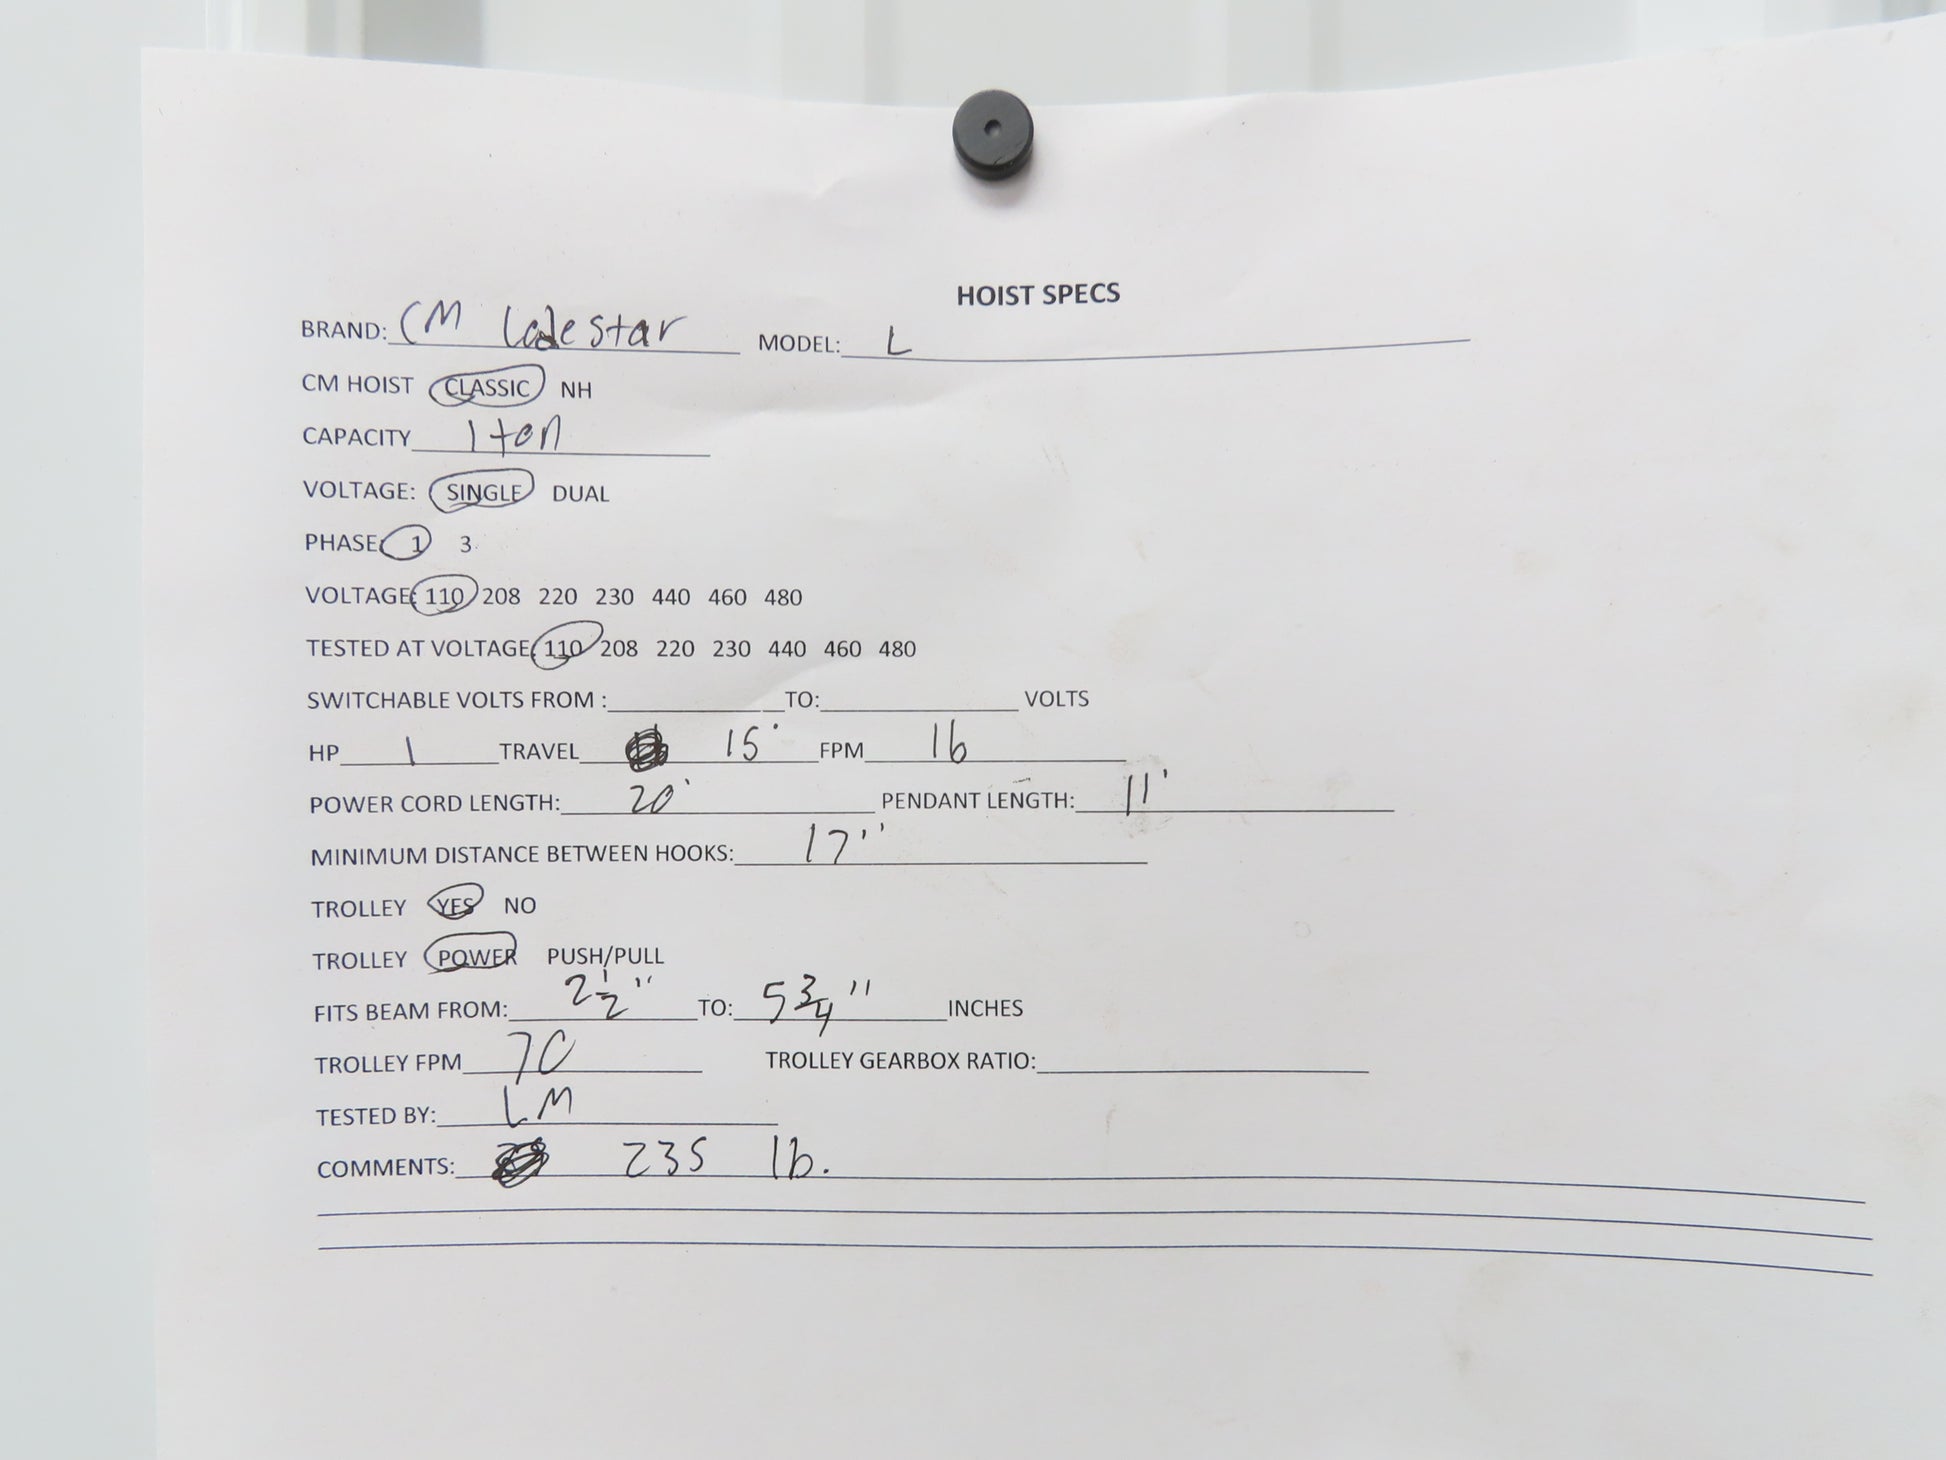 HOIST SPECS
BRAND: CM Lodestar MODEL: L
CM HOIST CLASSIC NH
CAPACITY 1 ton
VOLTAGE: SINGLE DUAL
PHASE: 1 3
VOLTAGE: 110 208 220 230 440 460 480
TESTED AT VOLTAGE: 110 208 220 230 440 460 480
SWITCHABLE VOLTS FROM : TO: VOLTS
HP 1 TRAVEL 15' FPM 16
POWER CORD LENGTH: 20' PENDANT LENGTH: 11'
MINIMUM DISTANCE BETWEEN HOOKS: 17''
TROLLEY YES NO
TROLLEY POWER PUSH/PULL
FITS BEAM FROM: 2 1/2'' TO: 5 3/4'' INCHES
TROLLEY FPM 70 TROLLEY GEARBOX RATIO:
TESTED BY: LM
COMMENTS: 235 lb.